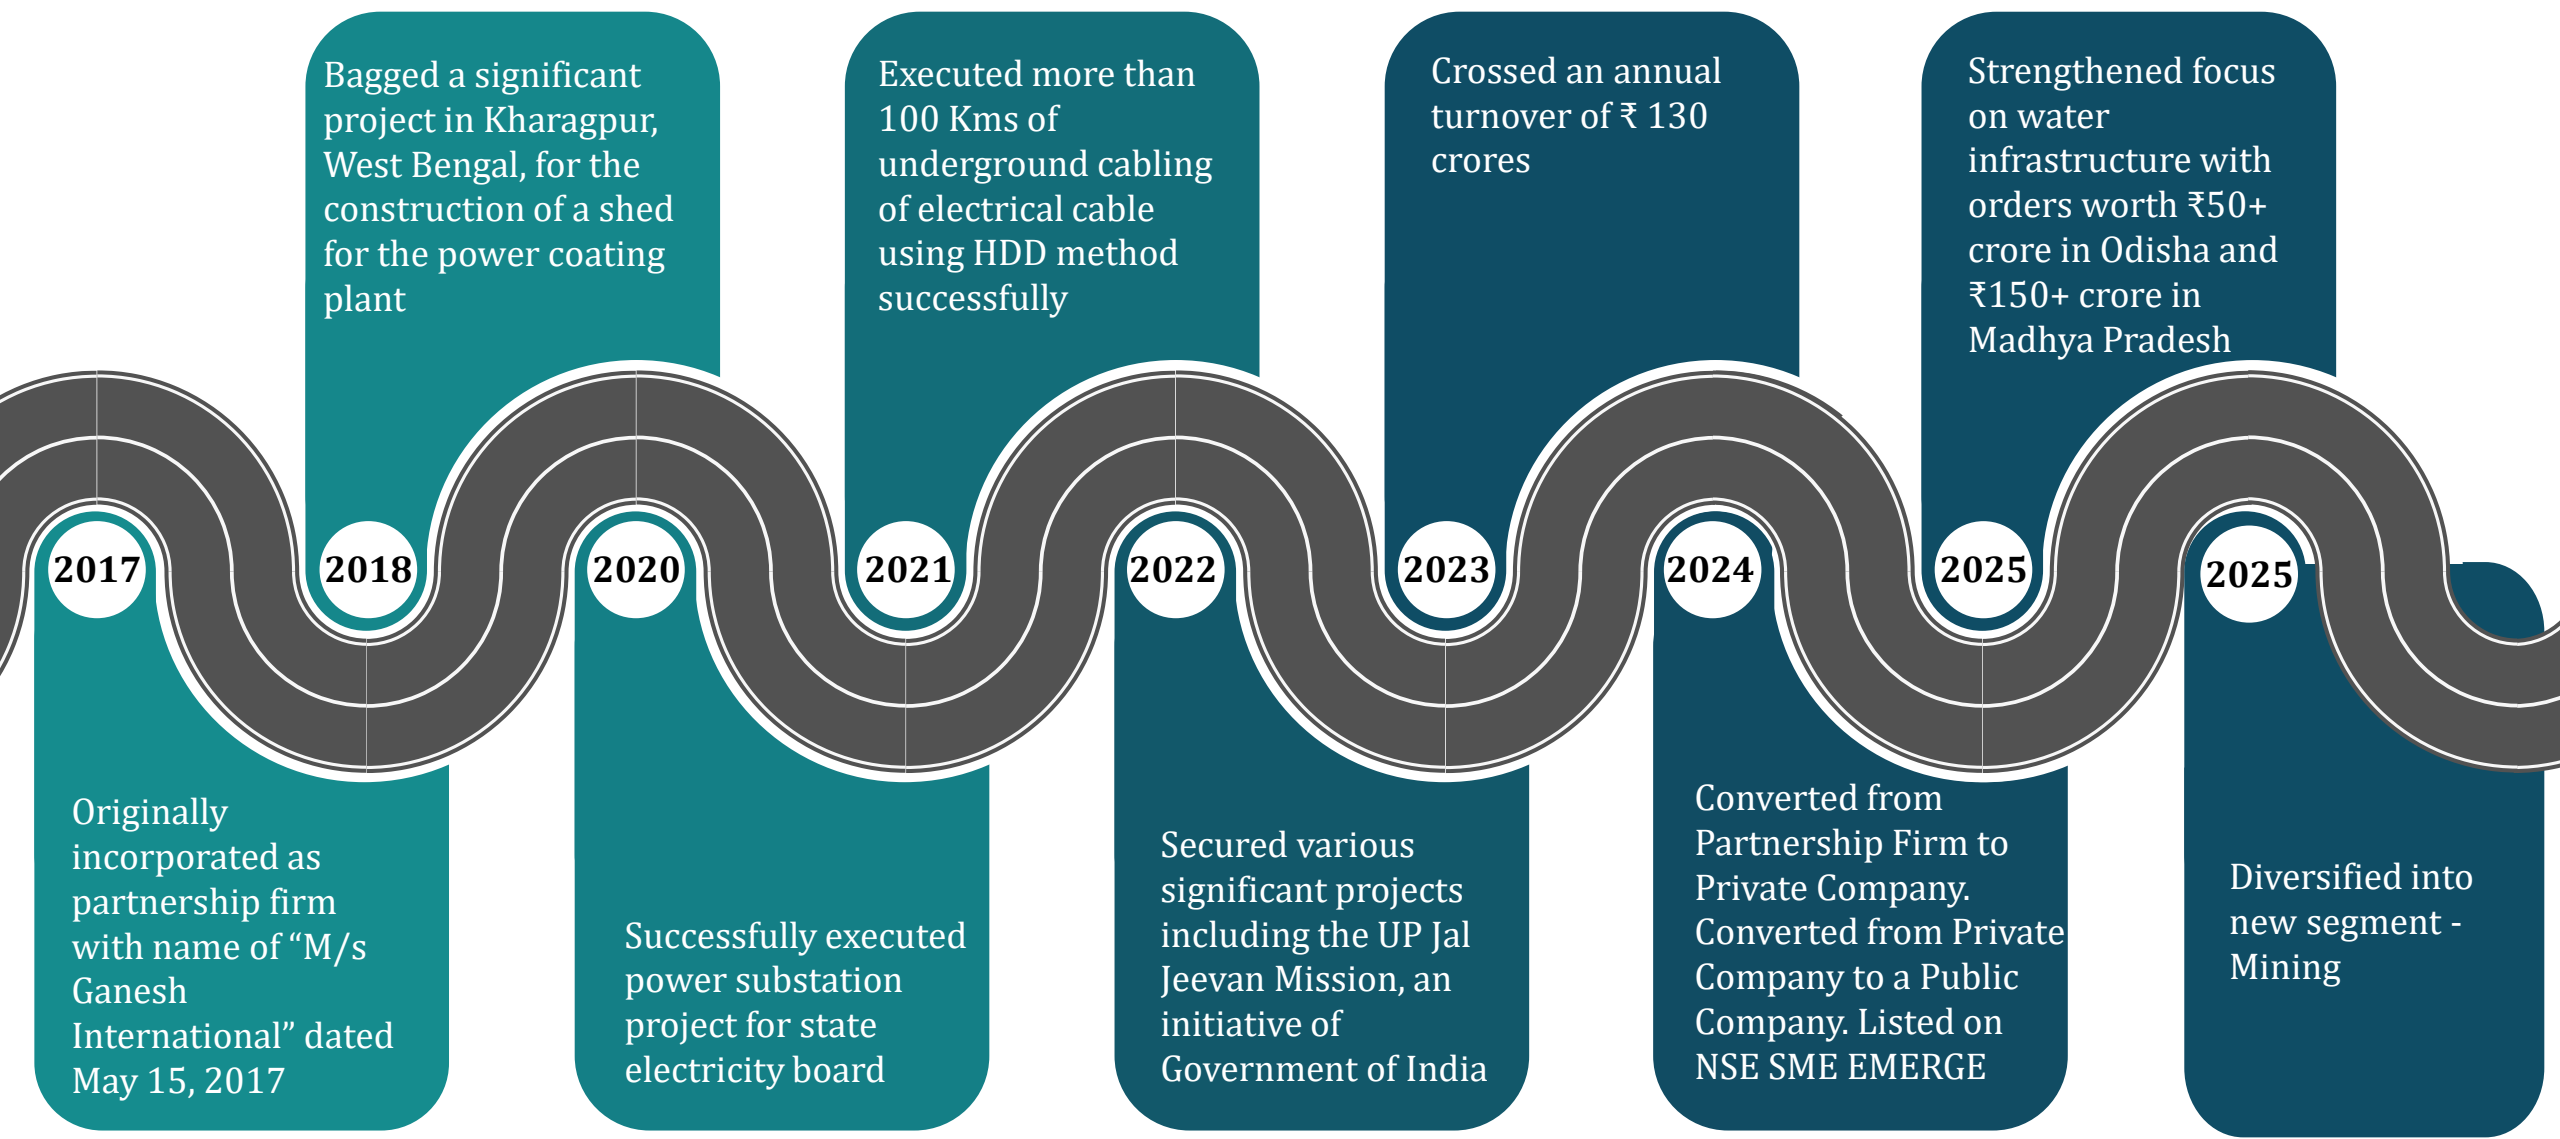 2017
Originally
incorporated as
partnership firm
with name of “M/s
Ganesh
International” dated
May 15, 2017
Bagged a significant
project in Kharagpur,
West Bengal, for the
construction of a shed
for the power coating
plant
2018
2020
Successfully executed
power substation
project for state
electricity board
Executed more than
100 Kms of
underground cabling
of electrical cable
using HDD method
successfully
2021
2022
Secured various
significant projects
including the UP Jal
Jeevan Mission, an
initiative of
Government of India
Crossed an annual
turnover of ₹ 130
crores
2023
2024
Converted from
Partnership Firm to
Private Company.
Converted from Private
Company to a Public
Company. Listed on
NSE SME EMERGE
Strengthened focus
on water
infrastructure with
orders worth ₹50+
crore in Odisha and
₹150+ crore in
Madhya Pradesh
2025
2025
Diversified into
new segment -
Mining